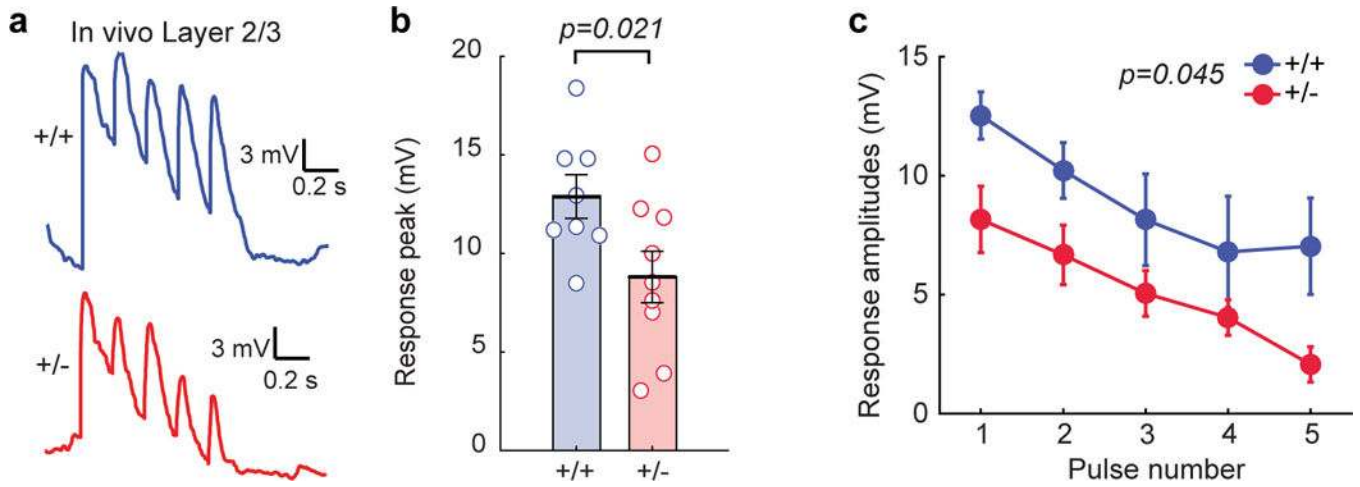 a
In vivo Layer 2/3
+/+
3 mV
0.2 s
+/-
3 mV
0.2 s
b
p=0.021
Response peak (mV)
20
15
10
5
0
+/+
+/-
c
p=0.045
+/+
+/-
Response amplitudes (mV)
15
10
5
0
1 2 3 4 5
Pulse number